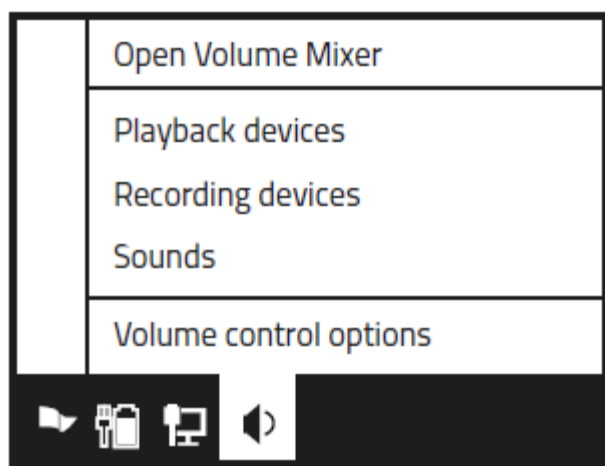 Open Volume Mixer
Playback devices
Recording devices
Sounds
Volume control options